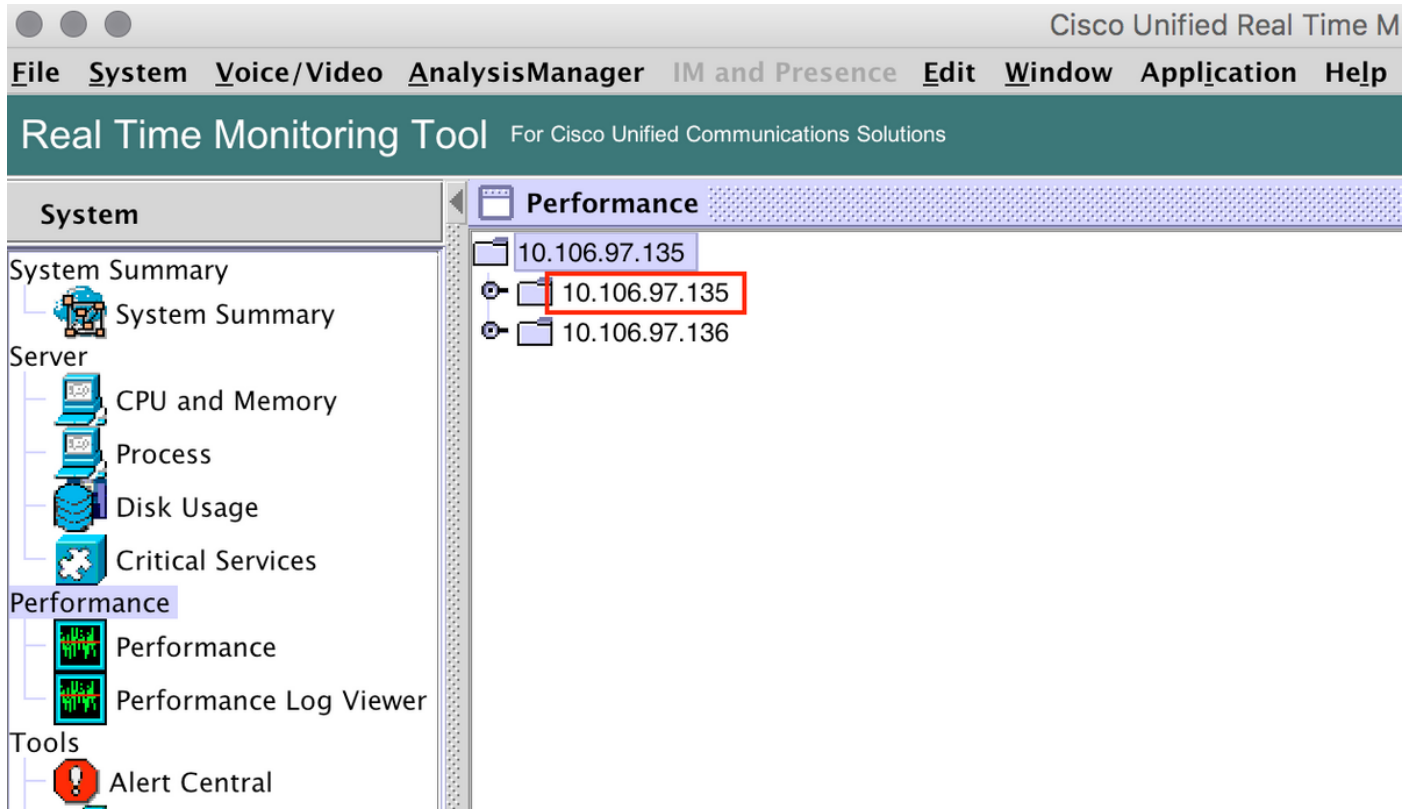 Cisco Unified Real Time M
File System Voice/Video AnalysisManager IM and Presence Edit Window Application Help
Real Time Monitoring Tool For Cisco Unified Communications Solutions
System
System Summary
System Summary
Server
CPU and Memory
Process
Disk Usage
Critical Services
Performance
Performance
Performance Log Viewer
Tools
Alert Central
Performance
10.106.97.135
10.106.97.135
10.106.97.136